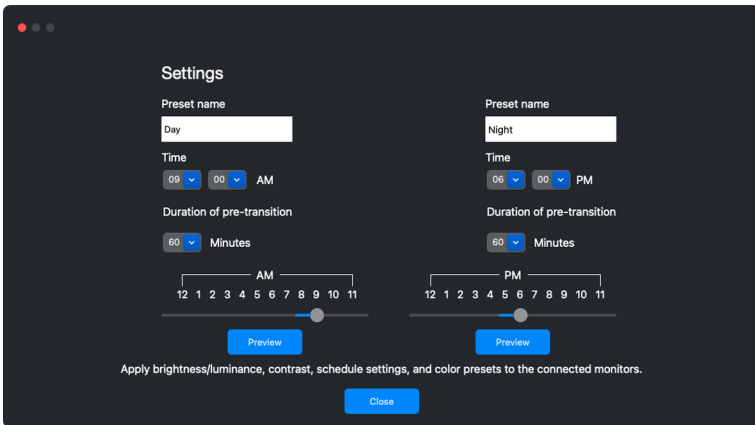 Settings
Preset name Preset name
Day Night
Time Time
09 00 AM 06 00 PM
Duration of pre-transition Duration of pre-transition
60 Minutes 60 Minutes
AM PM
12 1 2 3 4 5 6 7 8 9 10 11 12 1 2 3 4 5 6 7 8 9 10 11
Preview Preview
Apply brightness/luminance, contrast, schedule settings, and color presets to the connected monitors.
Close